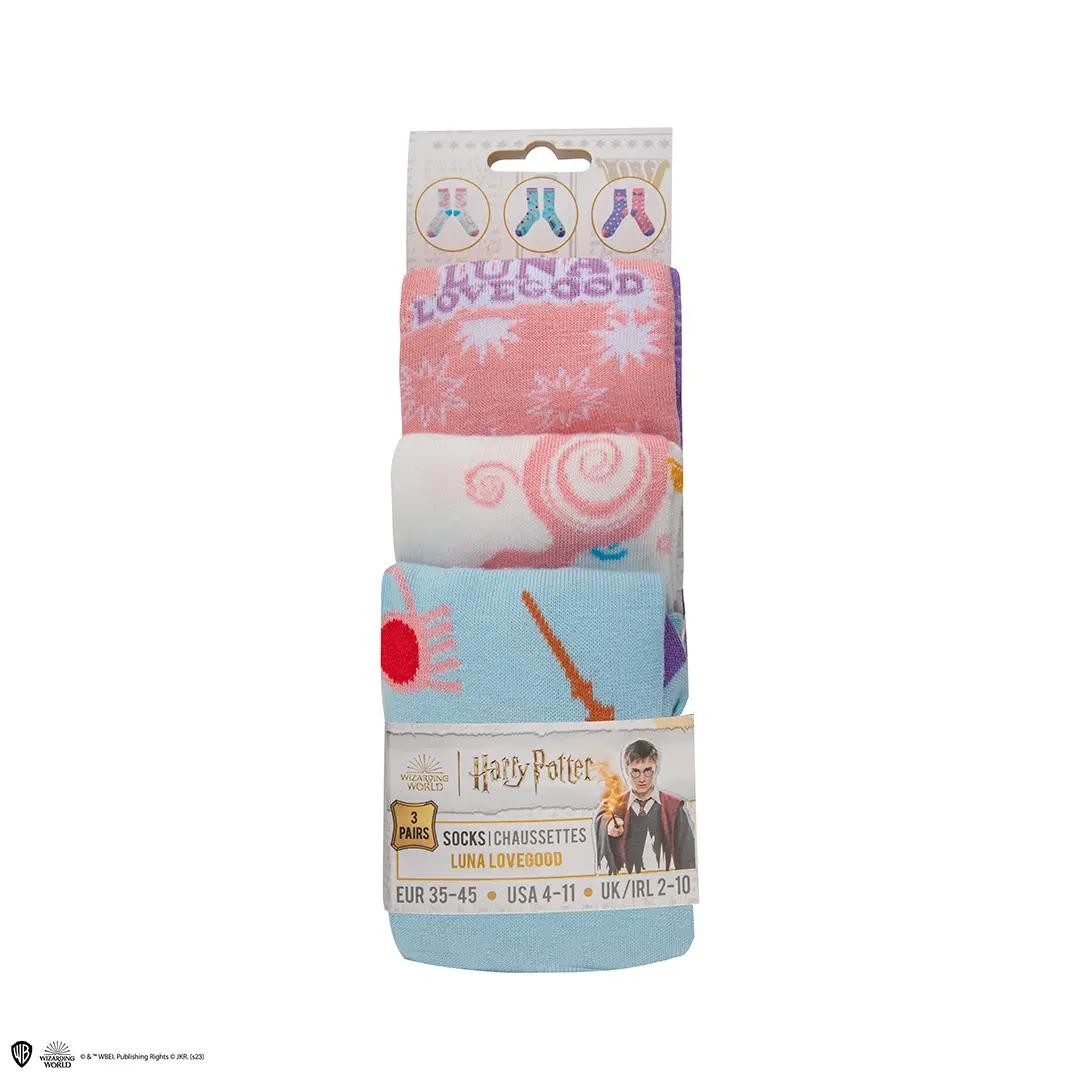 LUNA
LOVEGOOD
WIZARDING
WORLD
Harry Potter
3
PAIRS
SOCKS | CHAUSSETTES
LUNA LOVEGOOD
EUR 35-45 • USA 4-11 • UK/IRL 2-10
WB
WIZARDING
WORLD
© & ™ WBEI. Publishing Rights © JKR. (s23)